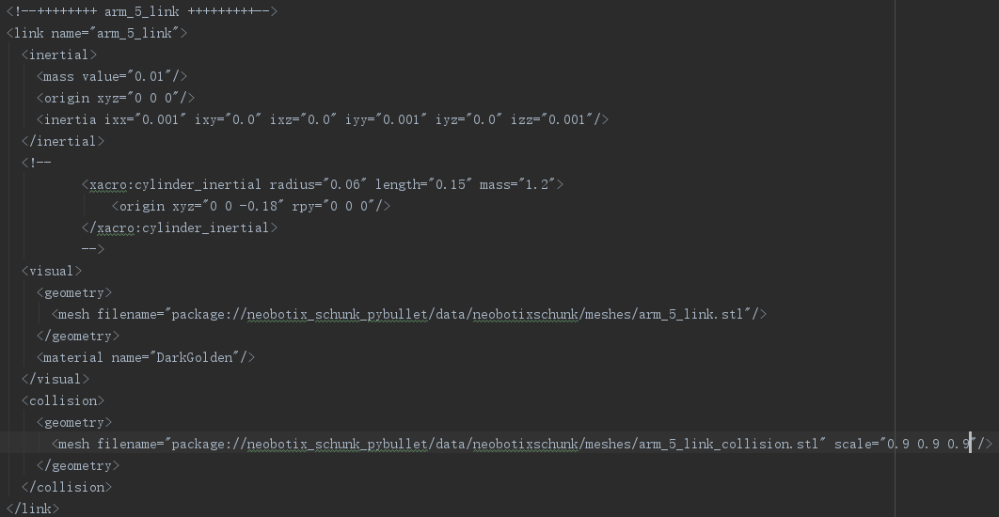 <!--++++++++ arm_5_link +++++++++-->
<link name="arm_5_link">
<inertial>
<mass value="0.01"/>
<origin xyz="0 0 0"/>
<inertia ixx="0.001" ixy="0.0" ixz="0.0" iyy="0.001" iyz="0.0" izz="0.001"/>
</inertial>
<!--
<xacro:cylinder_inertial radius="0.06" length="0.15" mass="1.2">
<origin xyz="0 0 -0.18" rpy="0 0 0"/>
</xacro:cylinder_inertial>
-->
<visual>
<geometry>
<mesh filename="package://neobotix_schunk_pybullet/data/neobotixschunk/meshes/arm_5_link.stl"/>
</geometry>
<material name="DarkGolden"/>
</visual>
<collision>
<geometry>
<mesh filename="package://neobotix_schunk_pybullet/data/neobotixschunk/meshes/arm_5_link_collision.stl" scale="0.9 0.9 0.9"/>
</geometry>
</collision>
</link>